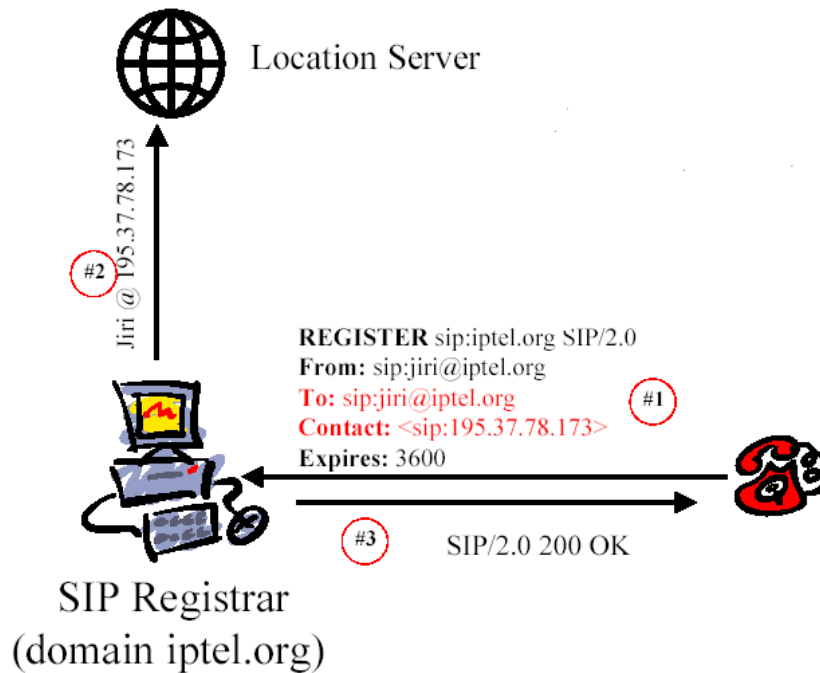 Location Server
Jiri @ 195.37.78.173
#2
REGISTER sip:iptel.org SIP/2.0
From: sip:jiri@iptel.org
To: sip:jiri@iptel.org
Contact: <sip:195.37.78.173>
Expires: 3600
#1
#3
SIP/2.0 200 OK
SIP Registrar
(domain iptel.org)